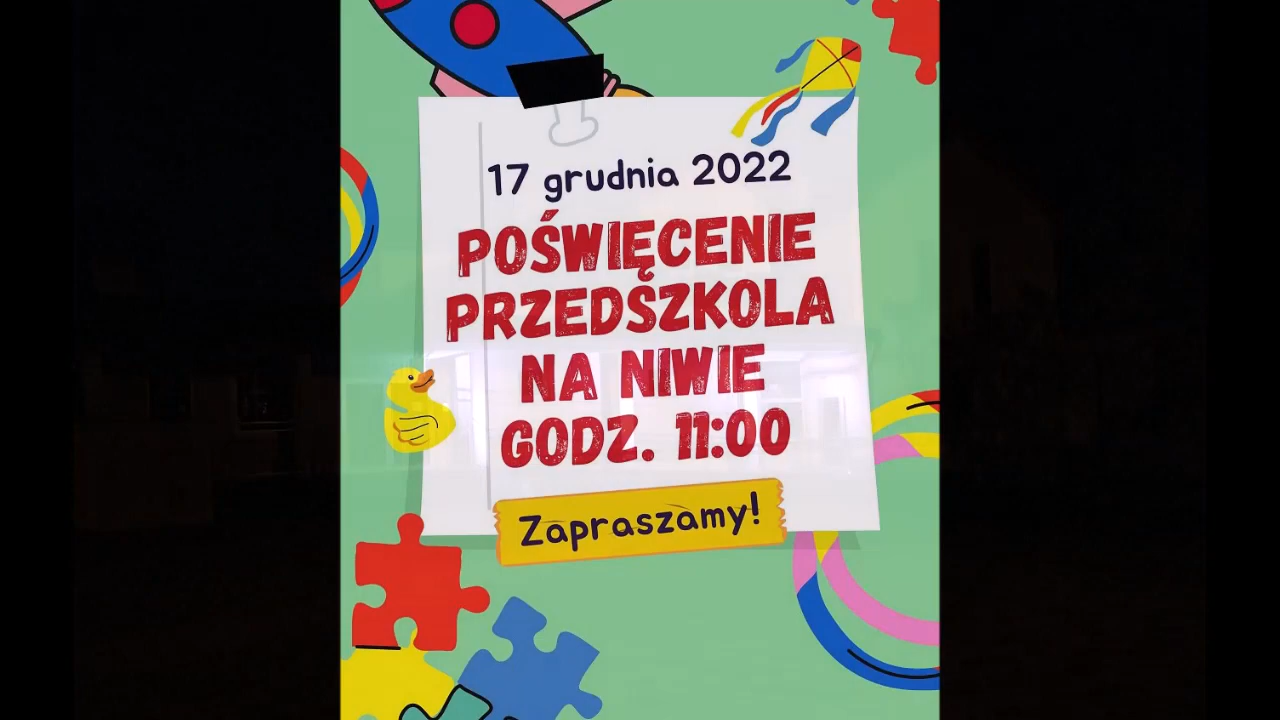 17 grudnia 2022
POŚWIĘCENIE
PRZEDSZKOLA
NA NIWIE
GODZ. 11:00
Zapraszamy!